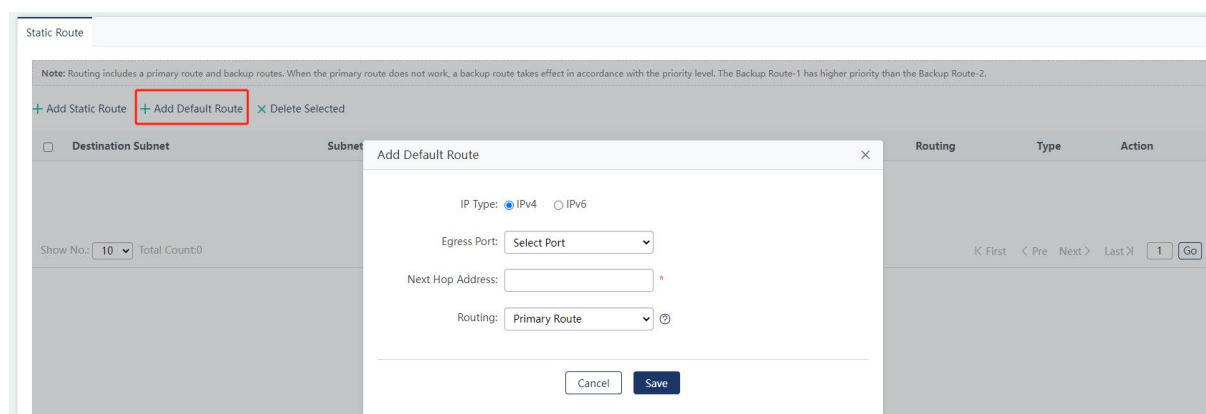 Static Route
Note: Routing includes a primary route and backup routes. When the primary route does not work, a backup route takes effect in accordance with the priority level. The Backup Route-1 has higher priority than the Backup Route-2.
+ Add Static Route + Add Default Route × Delete Selected
Destination Subnet Subnet Routing Type Action
Add Default Route ×
IP Type: IPv4 IPv6
Egress Port: Select Port
Next Hop Address: *
Routing: Primary Route
Show No.: 10 Total Count:0 First Pre Next Last 1 Go
Cancel Save